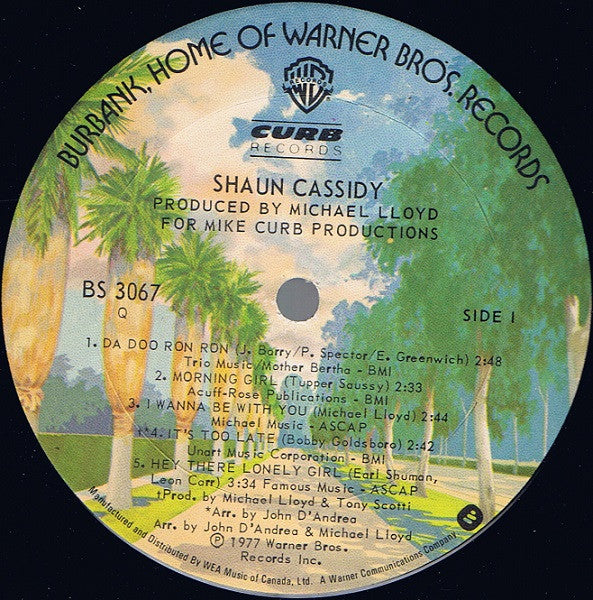 BURBANK, HOME OF WARNER BROS. RECORDS
WB
RECORDS
CURB
RECORDS
SHAUN CASSIDY
PRODUCED BY MICHAEL LLOYD
FOR MIKE CURB PRODUCTIONS
BS 3067
Q
SIDE I
1. DA DOO RON RON (J. Barry/P. Spector/E. Greenwich) 2:48
Trio Music/Mother Bertha - BMI
2. MORNING GIRL (Tupper Saussy) 2:33
Acuff-Rose Publications - BMI
3. I WANNA BE WITH YOU (Michael Lloyd) 2:44
Michael Music - ASCAP
†*4. IT'S TOO LATE (Bobby Goldsboro) 2:42
Unart Music Corporation - BMI
5. HEY THERE LONELY GIRL (Earl Shuman,
Leon Carr) 3:34 Famous Music - ASCAP
†Prod. by Michael Lloyd & Tony Scotti
*Arr. by John D'Andrea
Arr. by John D'Andrea & Michael Lloyd
℗ 1977 Warner Bros.
Records Inc.
Manufactured and Distributed By WEA Music of Canada, Ltd. A Warner Communications Company